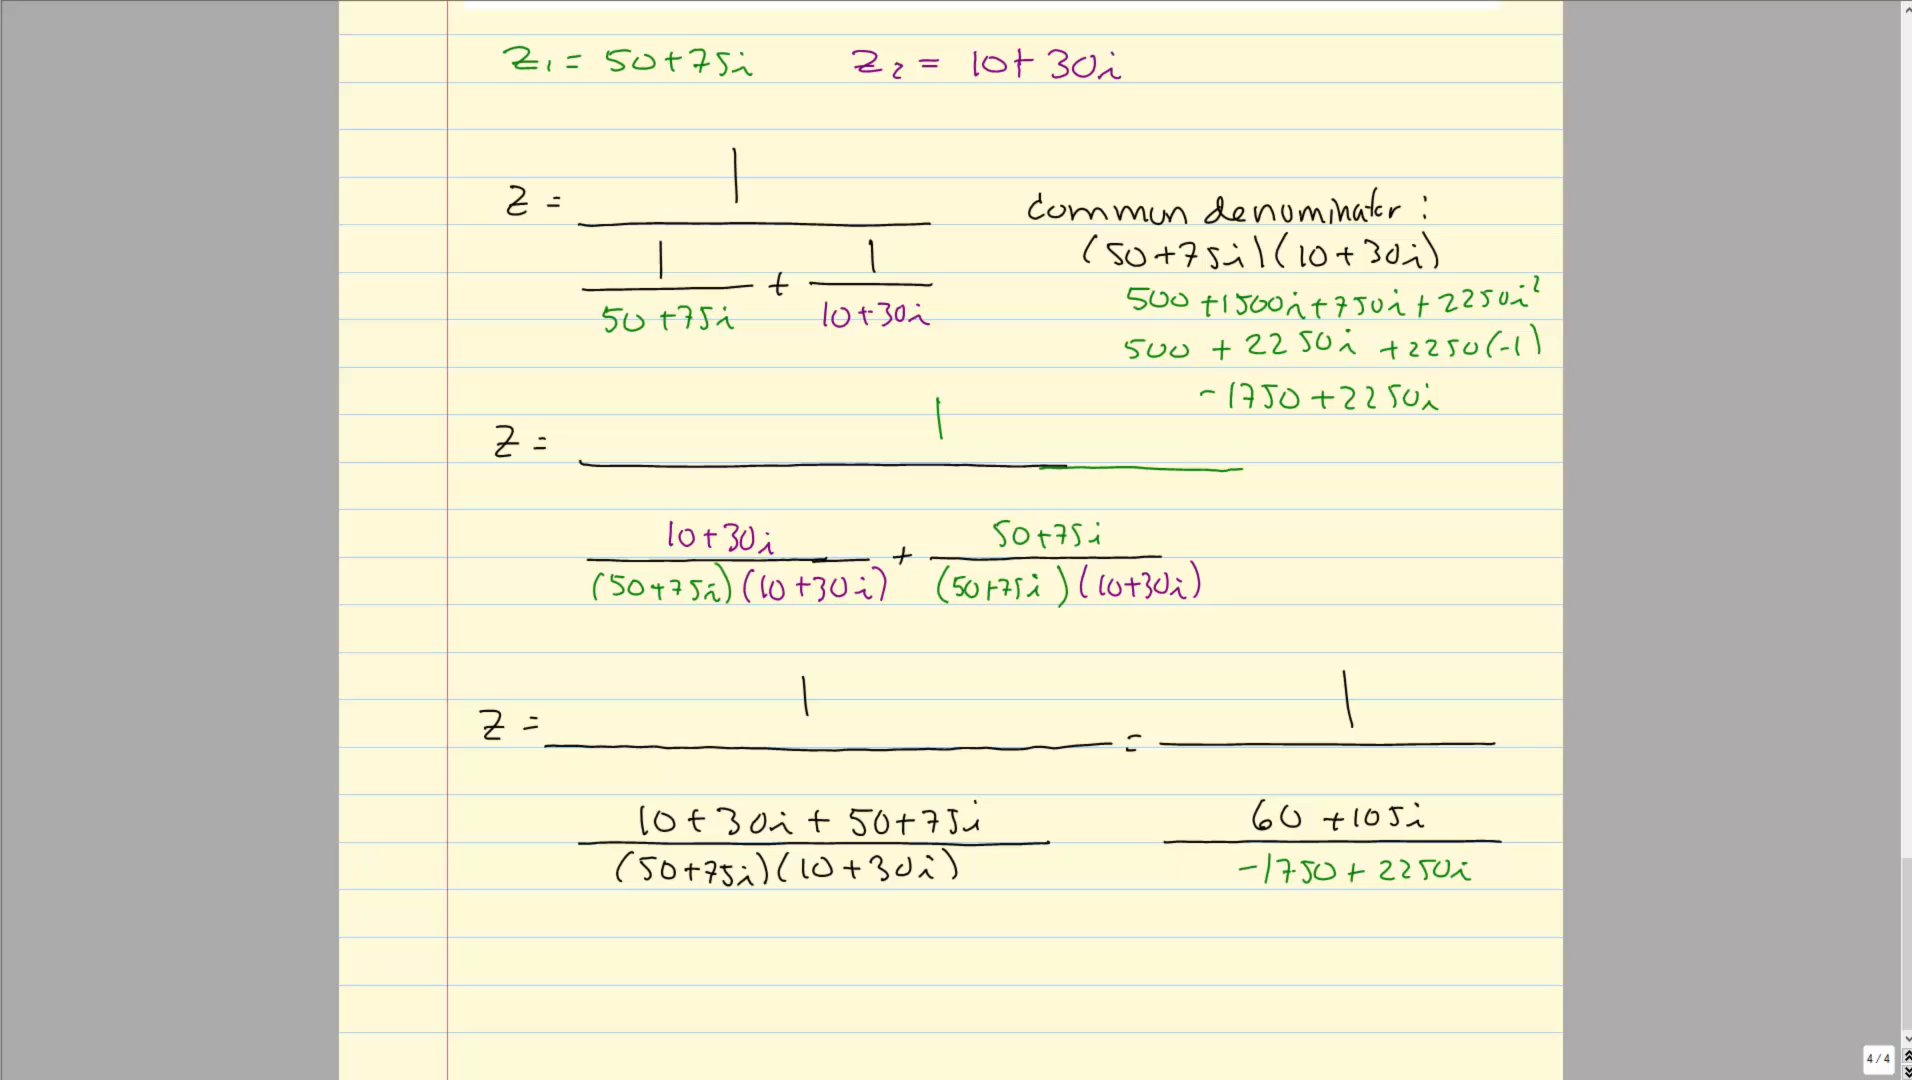 z₁ = 50+75i z₂ = 10+30i
1
z =
common denominator:
1 1
+
50+75i 10+30i
(50+75i)(10+30i)
500 +1500i+750i+2250i²
500 + 2250i +2250(-1)
-1750+2250i
1
z =
10+30i + 50+75i
(50+75i)(10+30i) (50+75i)(10+30i)
1 1
z = =
10+30i + 50+75i 60 +105i
(50+75i)(10+30i) -1750+2250i
4 / 4